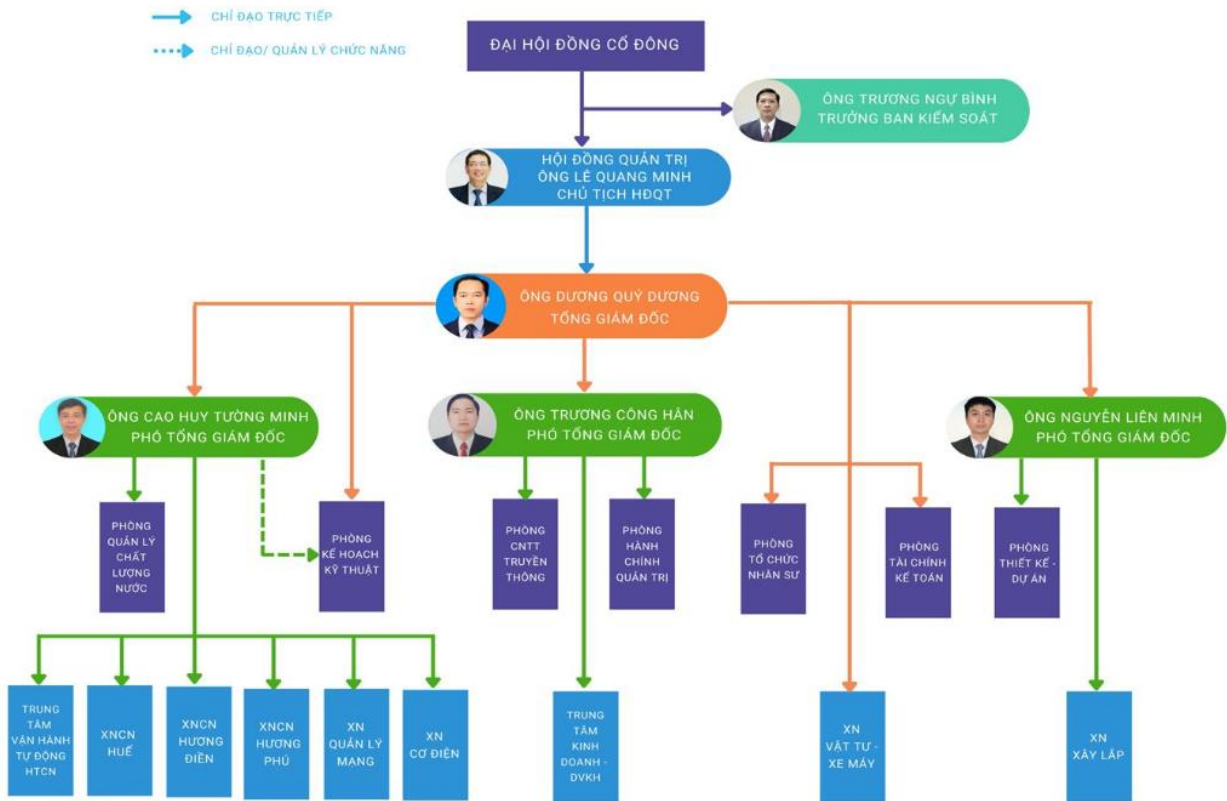 CHỈ ĐẠO TRỰC TIẾP
CHỈ ĐẠO/ QUẢN LÝ CHỨC NĂNG
ĐẠI HỘI ĐỒNG CỔ ĐÔNG
ÔNG TRƯƠNG NGỰ BÌNH
TRƯỞNG BAN KIỂM SOÁT
HỘI ĐỒNG QUẢN TRỊ
ÔNG LÊ QUANG MINH
CHỦ TỊCH HĐQT
ÔNG DƯƠNG QUÝ DƯƠNG
TỔNG GIÁM ĐỐC
ÔNG CAO HUY TƯỜNG MINH
PHÓ TỔNG GIÁM ĐỐC
ÔNG TRƯƠNG CÔNG HÂN
PHÓ TỔNG GIÁM ĐỐC
ÔNG NGUYỄN LIÊN MINH
PHÓ TỔNG GIÁM ĐỐC
PHÒNG
QUẢN LÝ
CHẤT
LƯỢNG
NƯỚC
PHÒNG
KẾ HOẠCH
KỸ THUẬT
PHÒNG
CNTT
TRUYỀN
THÔNG
PHÒNG
HÀNH
CHÍNH
QUẢN TRỊ
PHÒNG
TỔ CHỨC
NHÂN SỰ
PHÒNG
TÀI CHÍNH
KẾ TOÁN
PHÒNG
THIẾT KẾ -
DỰ ÁN
TRUNG
TÂM
VẬN HÀNH
TỰ ĐỘNG
HTCN
XNCN
HUẾ
XNCN
HƯƠNG
ĐIỀN
XNCN
HƯƠNG
PHÚ
XN
QUẢN LÝ
MẠNG
XN
CƠ ĐIỆN
TRUNG
TÂM
KINH
DOANH -
DVKH
XN
VẬT TƯ -
XE MÁY
XN
XÂY LẮP